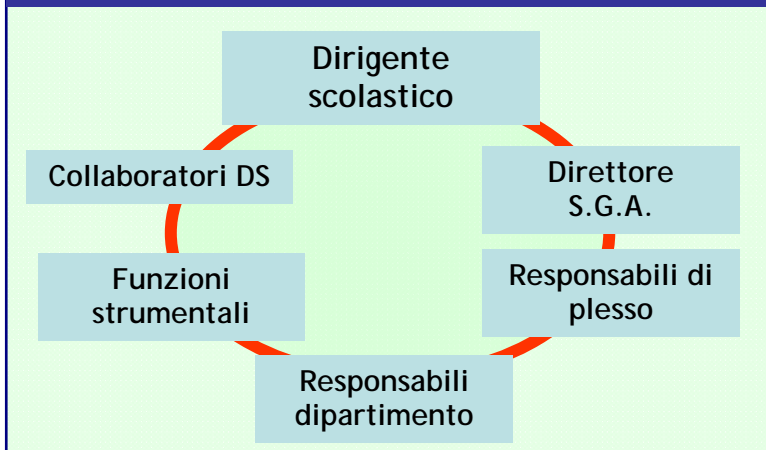 Dirigente
scolastico
Collaboratori DS
Direttore
S.G.A.
Funzioni
strumentali
Responsabili di
plesso
Responsabili
dipartimento